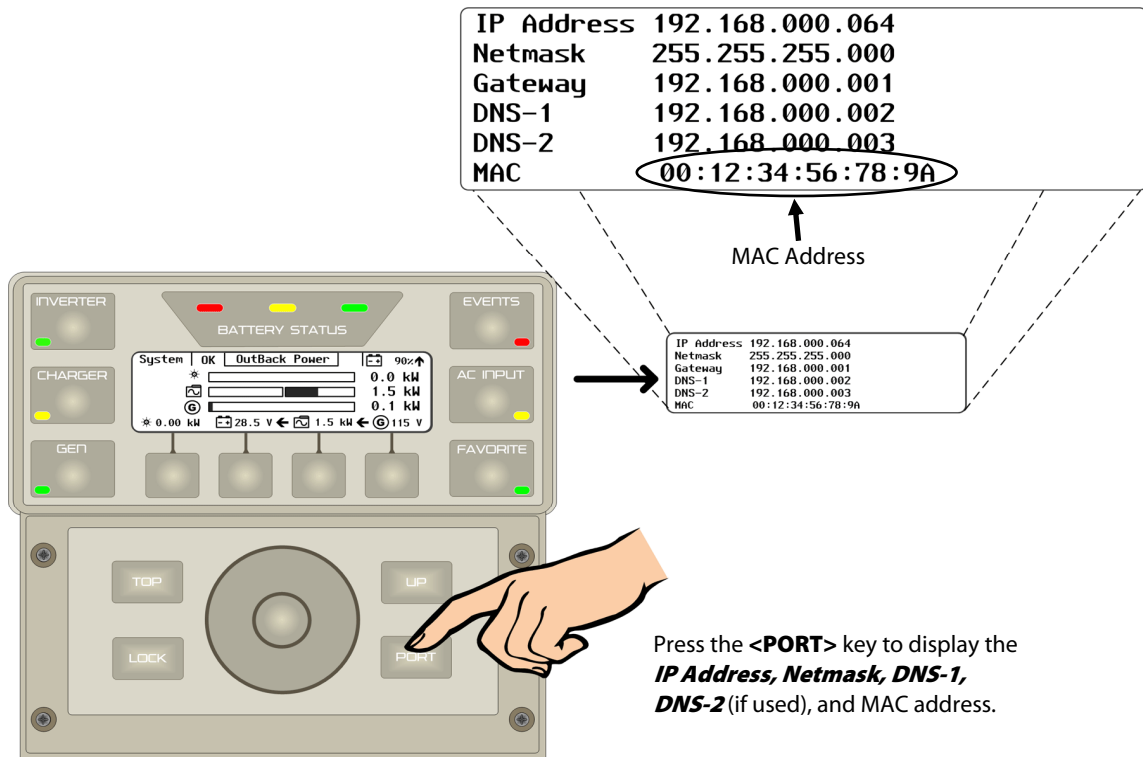 IP Address 192.168.000.064
Netmask 255.255.255.000
Gateway 192.168.000.001
DNS-1 192.168.000.002
DNS-2 192.168.000.003
MAC 00:12:34:56:78:9A
MAC Address
INVERTER
EVENTS
BATTERY STATUS
CHARGER
AC INPUT
System OK OutBack Power 90%
0.0 kW
1.5 kW
G 0.1 kW
0.00 kW 28.5 V 1.5 kW G 115 V
GEN
FAVORITE
IP Address 192.168.000.064
Netmask 255.255.255.000
Gateway 192.168.000.001
DNS-1 192.168.000.002
DNS-2 192.168.000.003
MAC 00:12:34:56:78:9A
TOP
UP
LOCK
PORT
Press the <PORT> key to display the
IP Address, Netmask, DNS-1,
DNS-2 (if used), and MAC address.